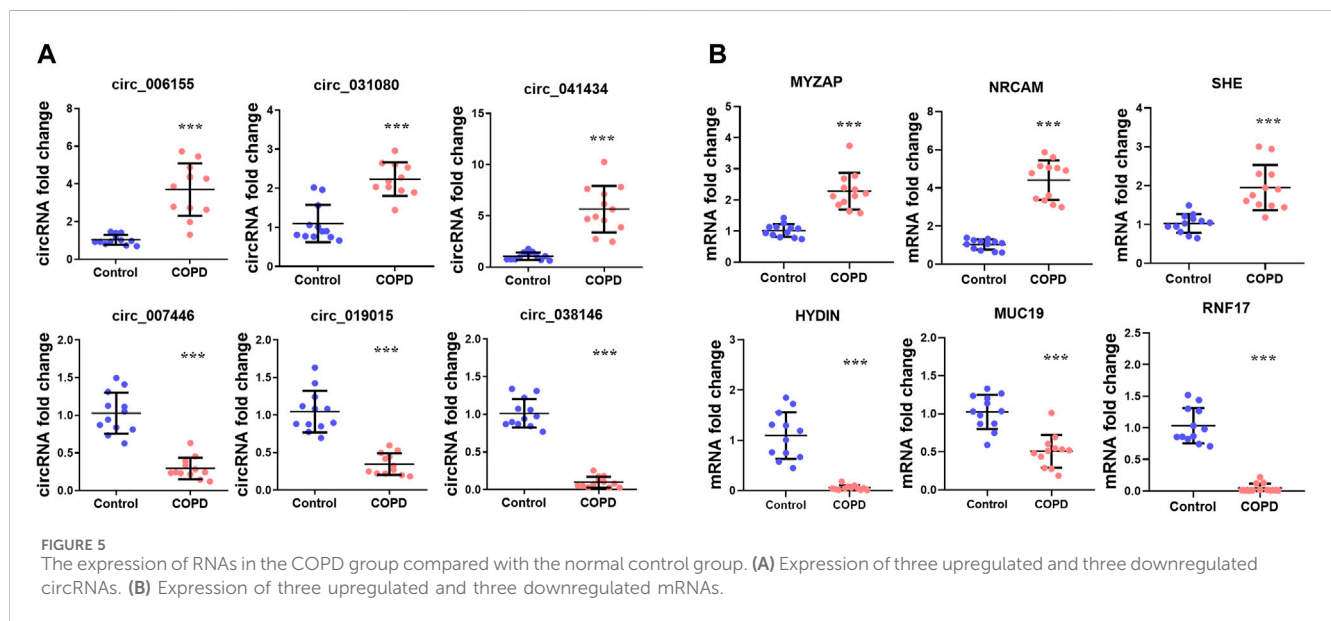 A
circ_006155
circRNA fold change
8
6
4
2
0
***
Control
COPD
circ_031080
circRNA fold change
4
3
2
1
0
***
Control
COPD
circ_041434
circRNA fold change
15
10
5
0
***
Control
COPD
circ_007446
circRNA fold change
2.0
1.5
1.0
0.5
0.0
***
Control
COPD
circ_019015
circRNA fold change
2.0
1.5
1.0
0.5
0.0
***
Control
COPD
circ_038146
circRNA fold change
2.0
1.5
1.0
0.5
0.0
***
Control
COPD
B
MYZAP
mRNA fold change
5
4
3
2
1
0
***
Control
COPD
NRCAM
mRNA fold change
8
6
4
2
0
***
Control
COPD
SHE
mRNA fold change
4
3
2
1
0
***
Control
COPD
HYDIN
mRNA fold change
3
2
1
0
***
Control
COPD
MUC19
mRNA fold change
2.0
1.5
1.0
0.5
0.0
***
Control
COPD
RNF17
mRNA fold change
2.5
2.0
1.5
1.0
0.5
0.0
***
Control
COPD
FIGURE 5
The expression of RNAs in the COPD group compared with the normal control group. (A) Expression of three upregulated and three downregulated
circRNAs. (B) Expression of three upregulated and three downregulated mRNAs.